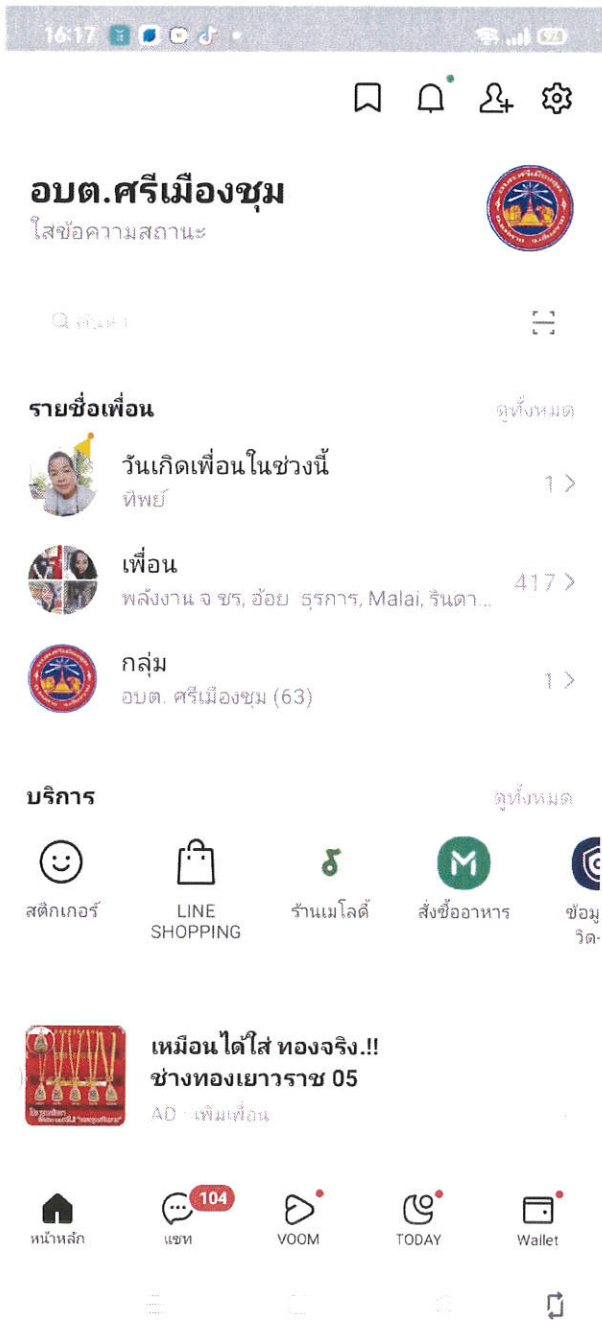 16:17
อบต.ศรีเมืองชุม
ใส่ข้อความสถานะ
ค้นหา
รายชื่อเพื่อน
ดูทั้งหมด
วันเกิดเพื่อนในช่วงนี้
ทิพย์
1
เพื่อน
พลังงาน จ ชร, อ้อย ธุรการ, Malai, รินดา...
417
กลุ่ม
อบต. ศรีเมืองชุม (63)
1
บริการ
ดูทั้งหมด
สติกเกอร์
LINE
SHOPPING
ร้านเมโลดี้
สั่งซื้ออาหาร
ข้อมู
วิด-
เหมือนได้ใส่ ทองจริง.!!
ช่างทองเยาวราช 05
AD · เพิ่มเพื่อน
หน้าหลัก
104
แชท
VOOM
TODAY
Wallet